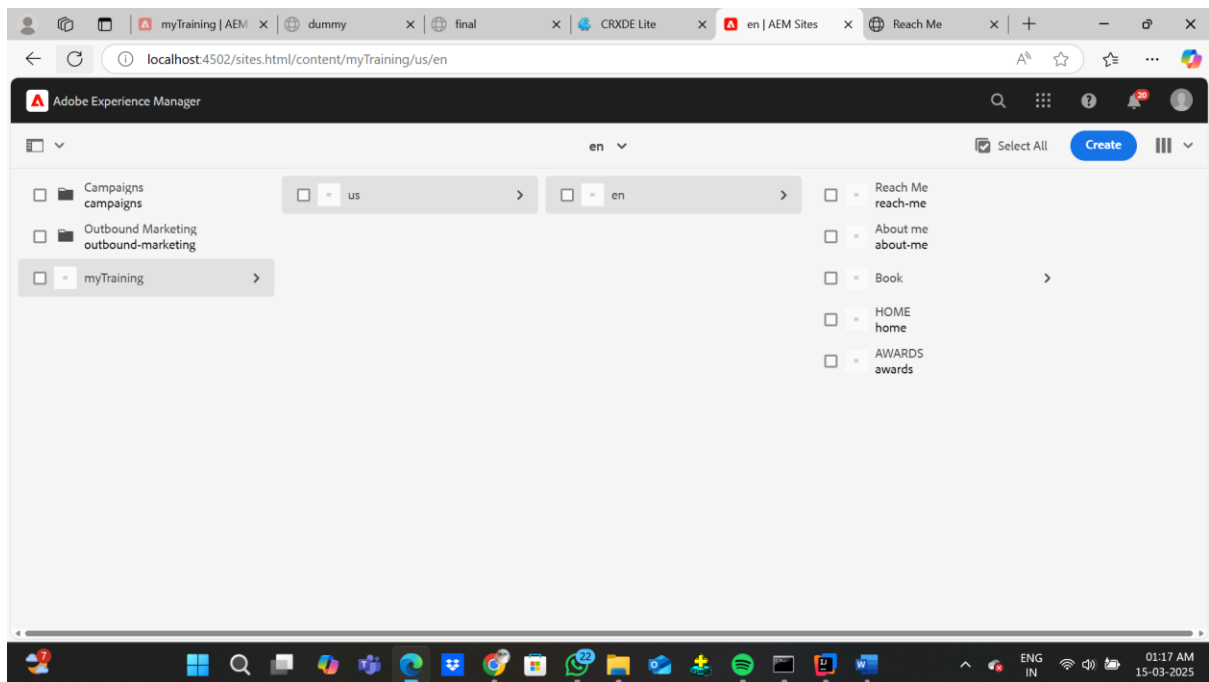 myTraining | AEM
dummy
final
CRXDE Lite
en | AEM Sites
Reach Me
localhost:4502/sites.html/content/myTraining/us/en
Adobe Experience Manager
20
en
Select All
Create
Campaigns
campaigns
Outbound Marketing
outbound-marketing
myTraining
us
en
Reach Me
reach-me
About me
about-me
Book
HOME
home
AWARDS
awards
7
22
ENG
IN
01:17 AM
15-03-2025